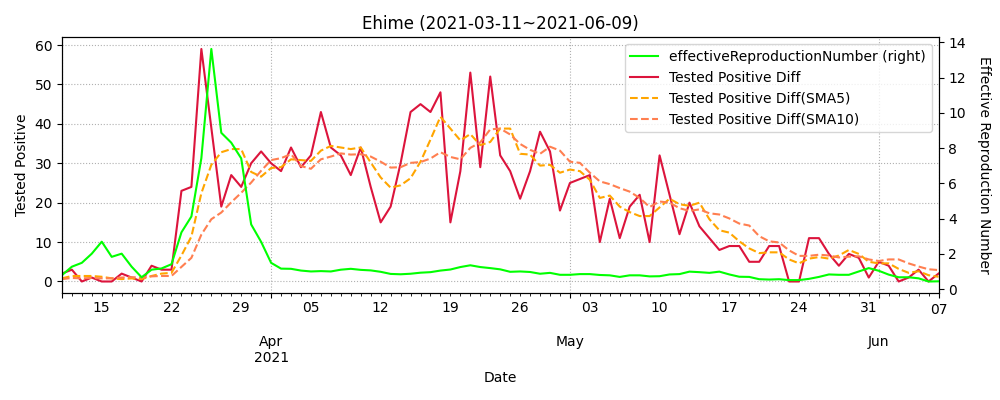 Ehime (2021-03-11~2021-06-09)
effectiveReproductionNumber (right)
Tested Positive Diff
Tested Positive Diff(SMA5)
Tested Positive Diff(SMA10)
Tested Positive
60
50
40
30
20
10
0
14
12
10
8
6
4
2
0
Effective Reproduction Number
15 22 29 05 12 19 26 03 10 17 24 31 07
Apr May Jun
2021
Date